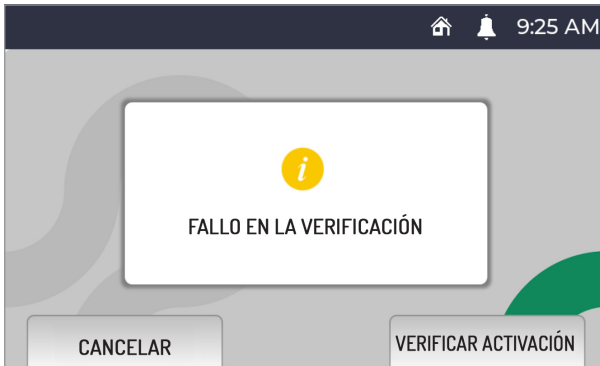 9:25 AM
i
FALLO EN LA VERIFICACIÓN
CANCELAR
VERIFICAR ACTIVACIÓN